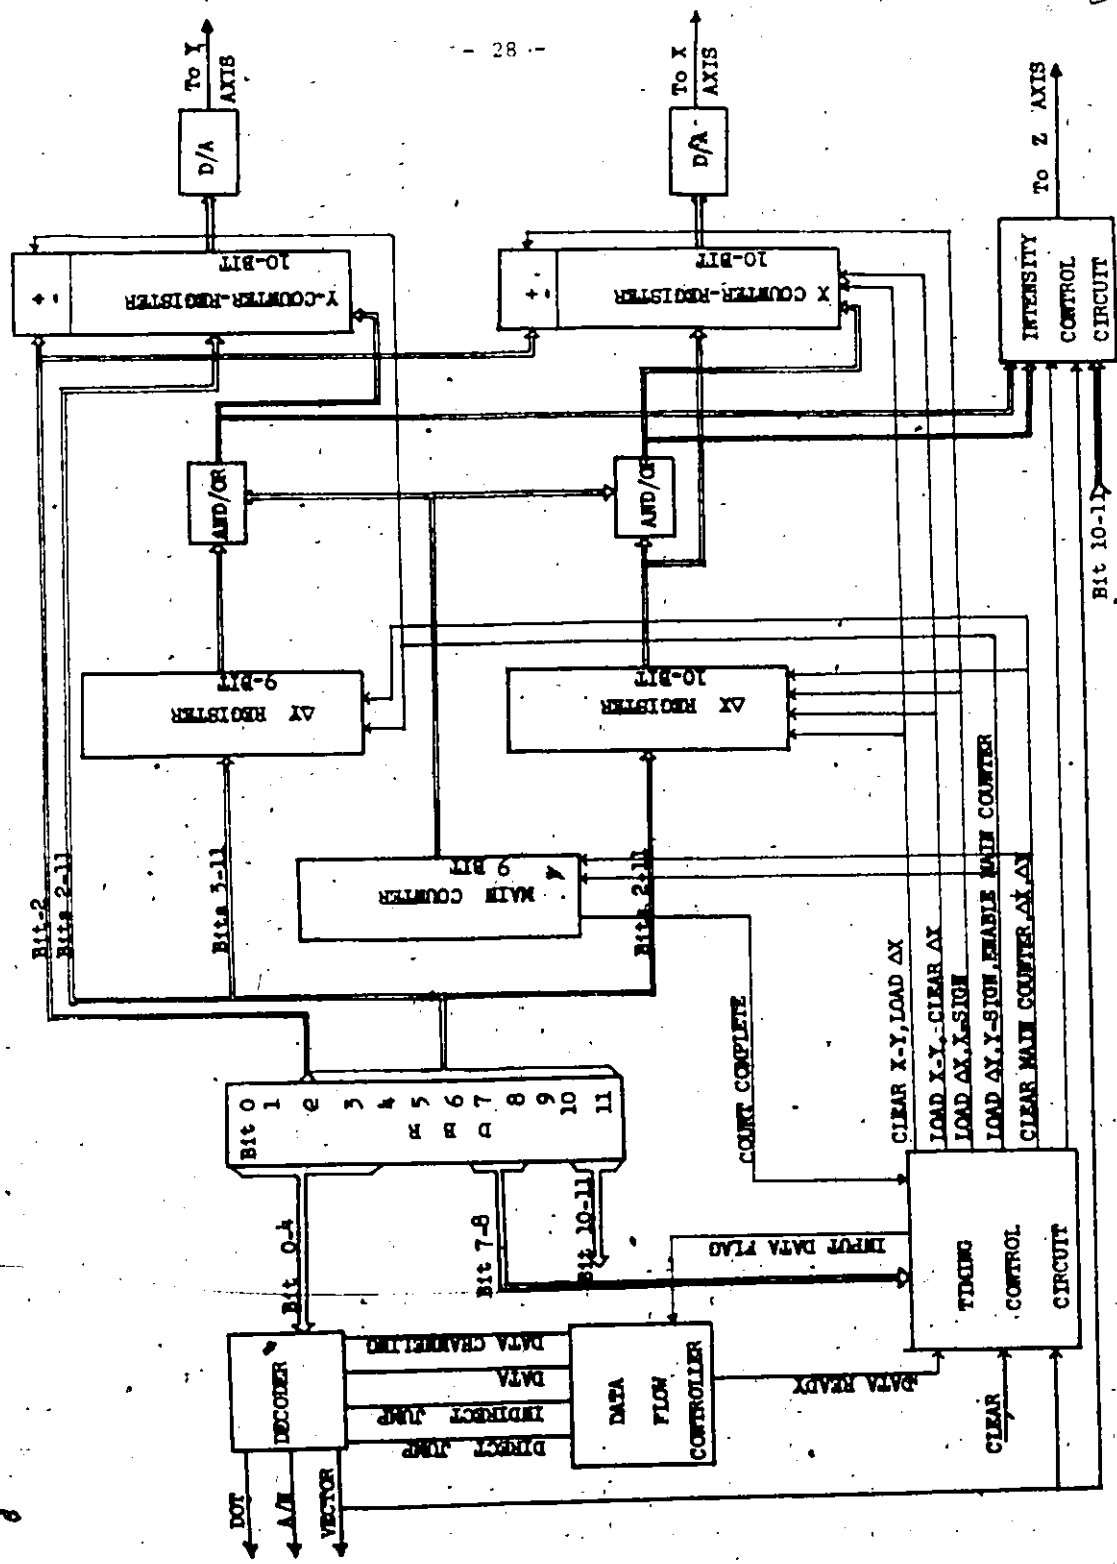 - 28 -
To Y
AXIS
D/A
10-BIT
Y-COUNTER-REGISTER
+
-
To X
AXIS
D/A
10-BIT
X COUNTER-REGISTER
+
-
To Z AXIS
INTENSITY
CONTROL
CIRCUIT
Bit 10-11
AND/OR
AND/OR
9-BIT
ΔY REGISTER
10-BIT
ΔX REGISTER
9 BIT
MAIN COUNTER
Bit-2
Bits 2-11
Bits 3-11
Bits 2-11
COUNT COMPLETE
CLEAR X-Y, LOAD ΔX
LOAD X-Y, CLEAR ΔX
LOAD ΔX, X-SIGN
LOAD ΔY, Y-SIGN, ENABLE MAIN COUNTER
CLEAR MAIN COUNTER, ΔX, ΔY
Bit 0
1
2
3
4
5
6
7
8
9
10
11
D B R
Bit 0-4
Bit 7-8
Bit 10-11
INPUT DATA FLAG
TIMING
CONTROL
CIRCUIT
DECODER
DATA CHANNELING
DATA
INDIRECT JUMP
DIRECT JUMP
DATA
FLOW
CONTROLLER
DATA READY
CLEAR
DOT
A/N
VECTOR